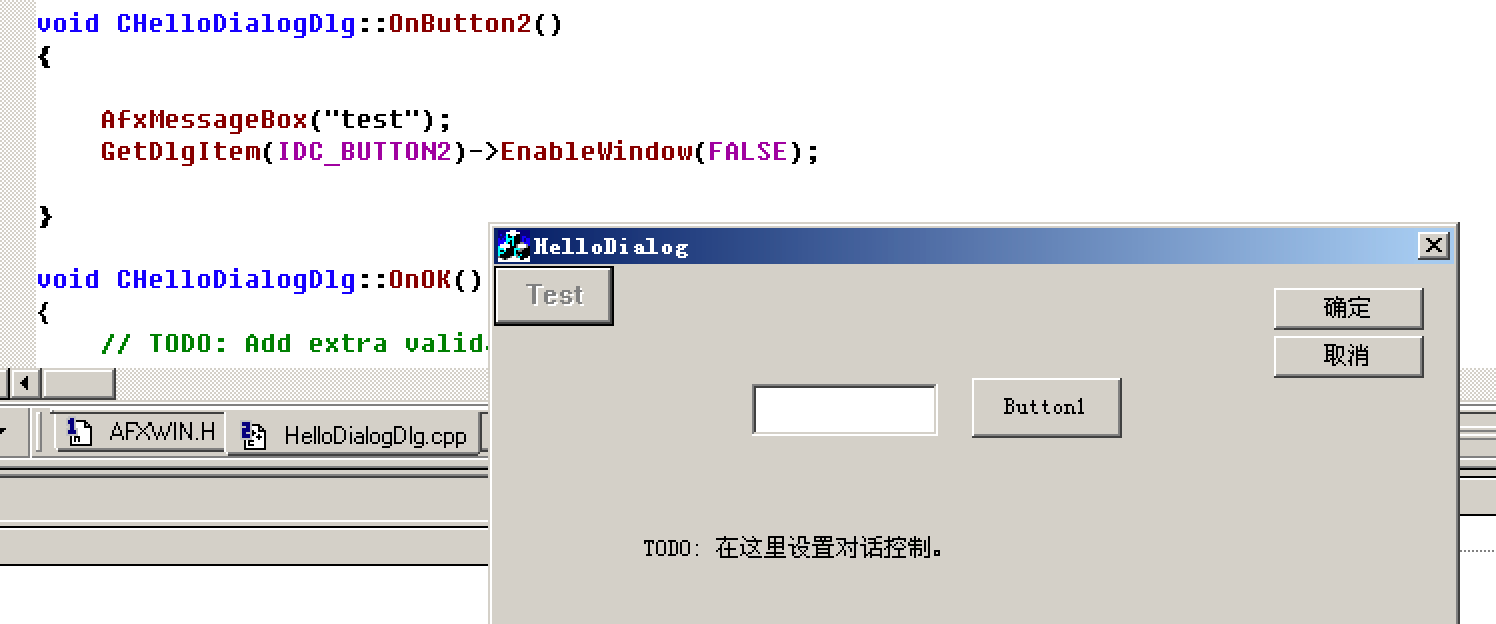 void CHelloDialogDlg::OnButton2()
{
AfxMessageBox("test");
GetDlgItem(IDC_BUTTON2)->EnableWindow(FALSE);
}
void CHelloDialogDlg::OnOK()
{
// TODO: Add extra valid
AFXWIN.H
HelloDialogDlg.cpp
HelloDialog
Test
确定
取消
Button1
TODO: 在这里设置对话控制。